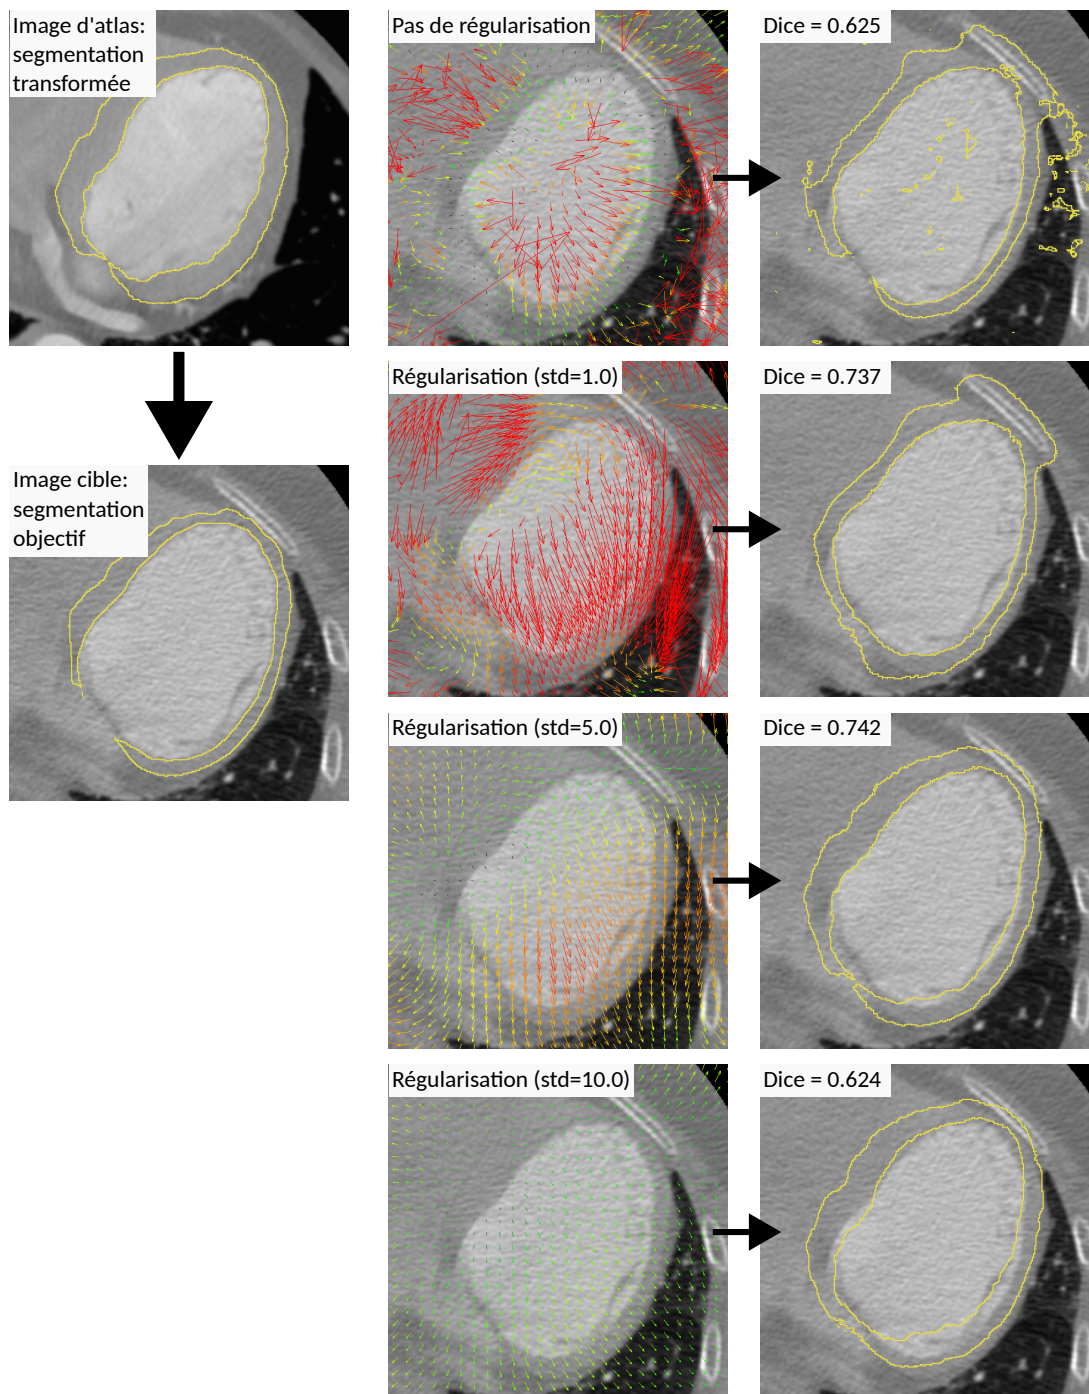 Image d'atlas:
segmentation
transformée
Pas de régularisation
Dice = 0.625
Régularisation (std=1.0)
Dice = 0.737
Image cible:
segmentation
objectif
Régularisation (std=5.0)
Dice = 0.742
Régularisation (std=10.0)
Dice = 0.624